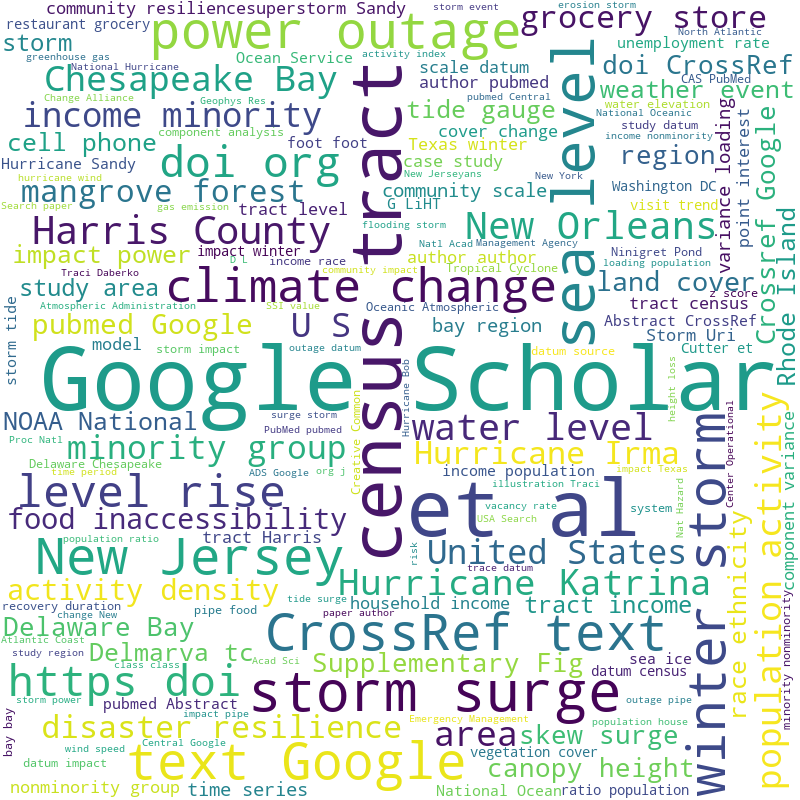 restaurant grocery
community resiliencesuperstorm Sandy
storm event
erosion storm
power outage
grocery store
North Atlantic
storm
greenhouse gas
National Hurricane
Ocean Service
activity index
scale datum
unemployment rate
Chesapeake Bay
author pubmed
doi CrossRef
CAS PubMed
Change Alliance
Geophys Res
pubmed Central
weather event
income minority
tide gauge
water elevation
National Oceanic
cell phone
component analysis
foot foot
Texas winter
cover change
study datum
income nonminority
Hurricane Sandy
doi org
case study
region
variance loading
point interest
Crossref Google
hurricane wind
mangrove forest
New Jerseyans
New York
Washington DC
community scale
visit trend
Search paper
gas emission
tract level
G LiHT
flooding storm
Harris County
New Orleans
Ninigret Pond
impact power
impact winter
author author
Natl Acad
Management Agency
loading population
D L
income race
Tropical Cyclone
Traci Daberko
community impact
study area
climate change
land cover
z score
SSI value
tract census
Atmospheric Administration
Oceanic Atmospheric
Abstract CrossRef
Rhode Island
pubmed Google
U S
bay region
Storm Uri
storm tide
model
storm impact
outage datum
datum source
Cutter et
census tract
sea level
Google Scholar
Hurricane Bob
height loss
NOAA National
surge storm
water level
Proc Natl
PubMed pubmed
minority group
Hurricane Irma
Creative Common
Center Operational
Delaware Chesapeake
time period
ADS Google
org j
income population
impact Texas
level rise
illustration Traci
et al
vacancy rate
system
food inaccessibility
USA Search
Nat Hazard
population ratio
tract Harris
New Jersey
risk
United States
winter storm
race ethnicity
population activity
component variance
trace datum
activity density
Hurricane Katrina
recovery duration
tide surge
household income
tract income
change New
pipe food
paper author
minority nonminority
Delaware Bay
CrossRef text
Atlantic Coast
study region
Delmarva tc
class class
Acad Sci
Supplementary Fig
sea ice
datum census
https doi
storm surge
storm power
pubmed Abstract
outage pipe
impact pipe
Emergency Management
population house
disaster resilience
area
skew surge
bay bay
wind speed
Central Google
text Google
vegetation cover
datum impact
canopy height
nonminority group
time series
National Ocean
ratio population